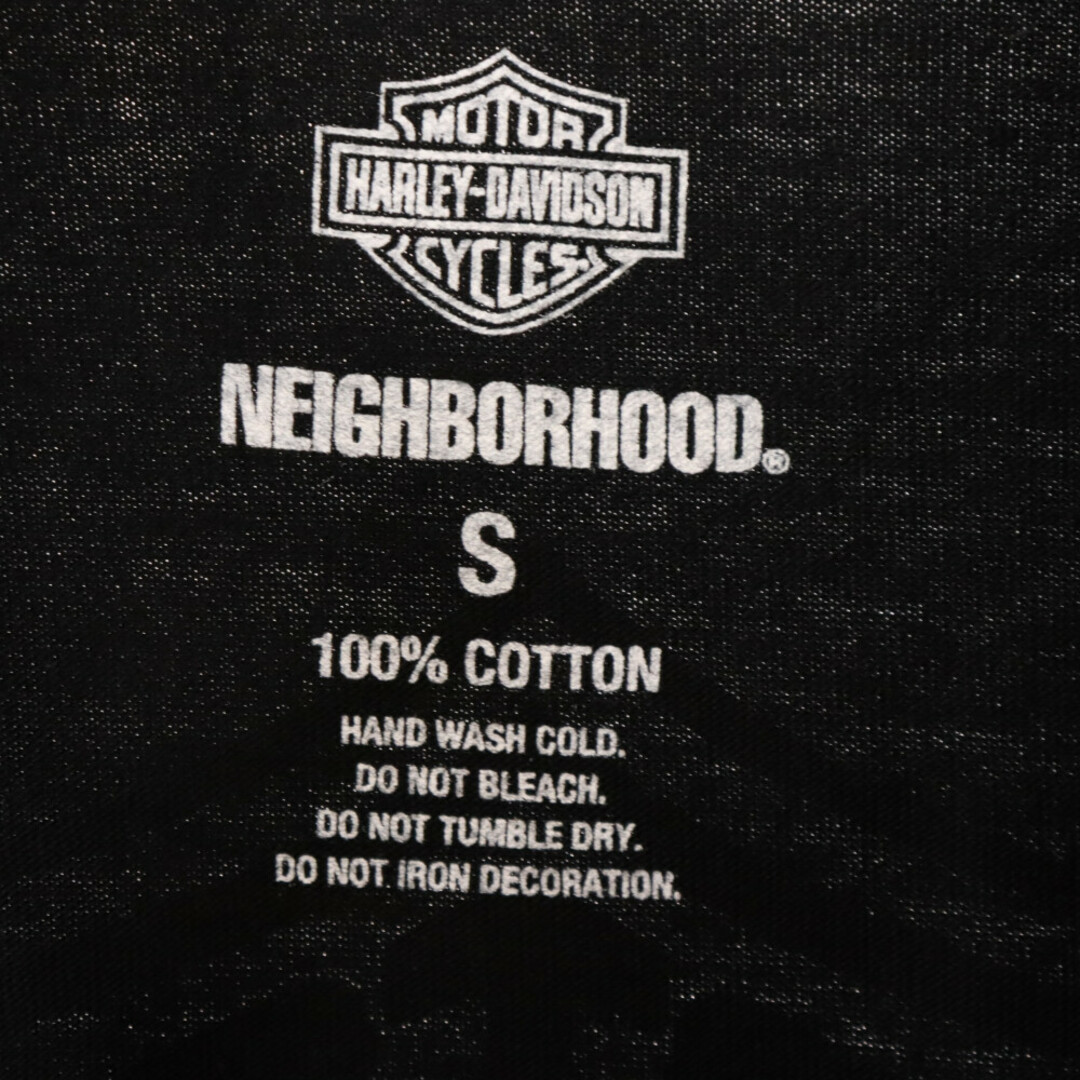 MOTOR
HARLEY-DAVIDSON
CYCLES
NEIGHBORHOOD®
S
100% COTTON
HAND WASH COLD.
DO NOT BLEACH.
DO NOT TUMBLE DRY.
DO NOT IRON DECORATION.